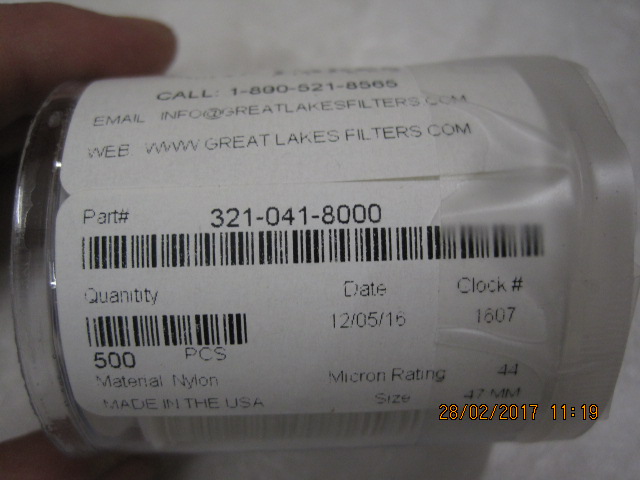 CALL: 1-800-521-8565
EMAIL INFO@GREATLAKESFILTERS.COM
WEB: WWW.GREATLAKESFILTERS.COM
Part# 321-041-8000
Quanitity Date Clock #
12/05/16 1607
500 PCS
Material Nylon Micron Rating 44
MADE IN THE USA Size 47 MM
28/02/2017 11:19